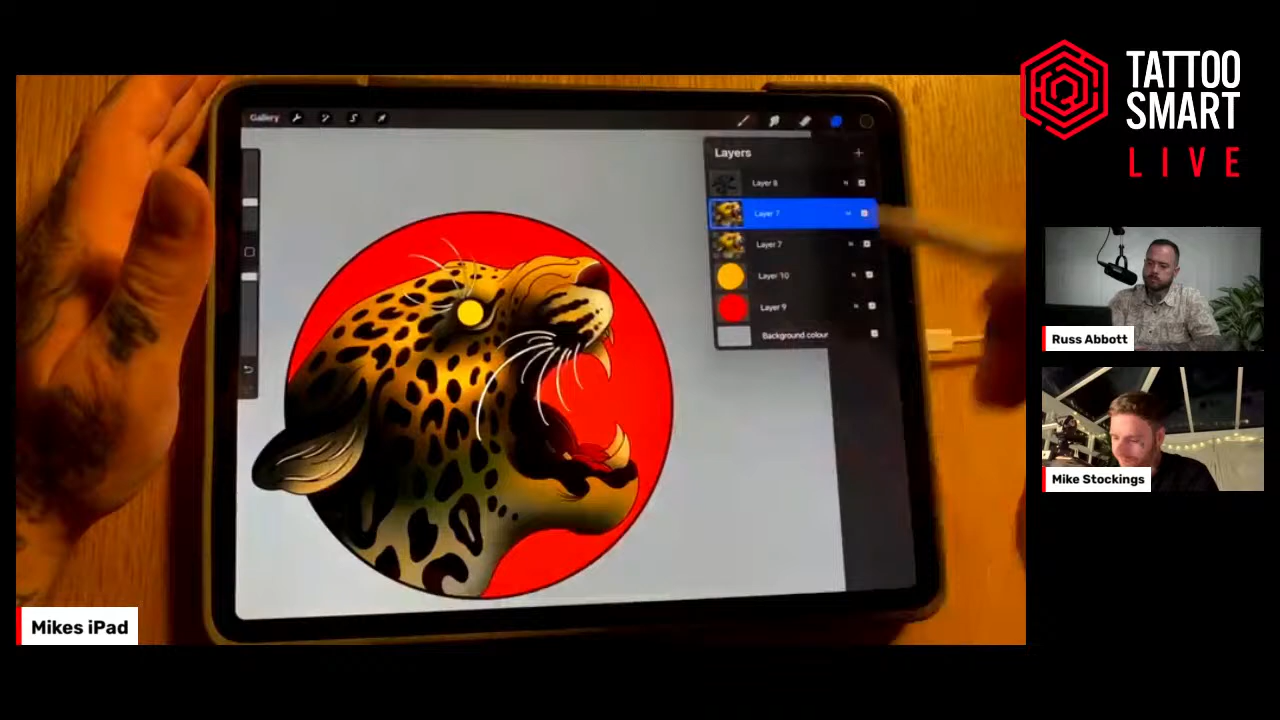 TATTOO
SMART
LIVE
Gallery
Layers
Layer 8
N
Layer 7
M
Layer 7
N
Layer 10
N
Layer 9
N
Background colour
Russ Abbott
Mike Stockings
Mikes iPad